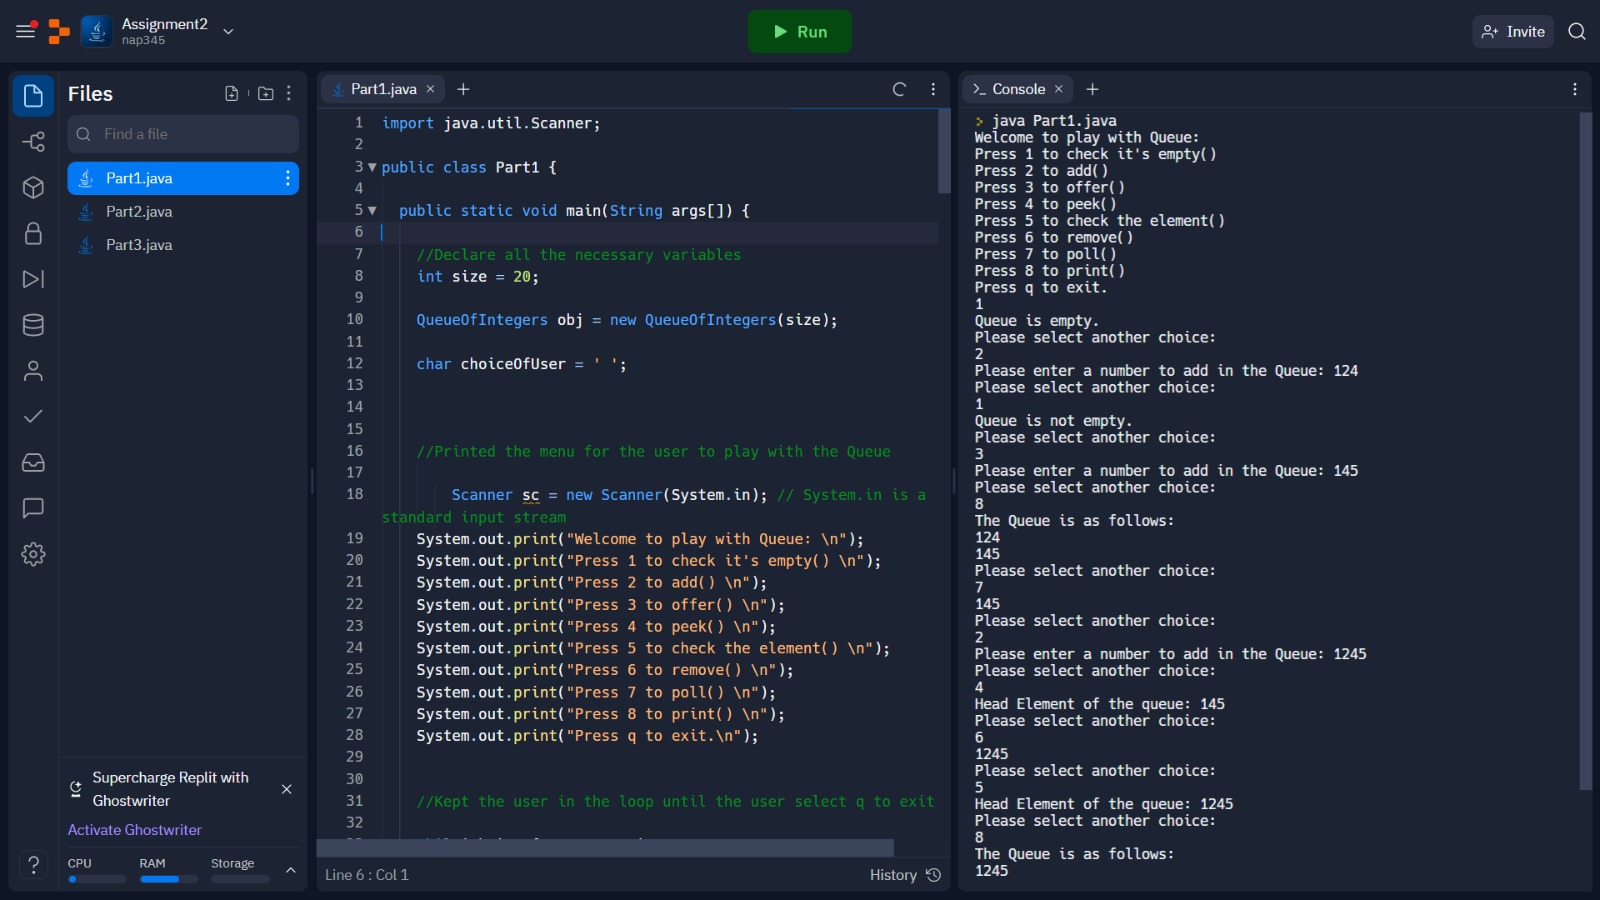 Assignment2
nap345
Run
Invite
Files
Find a file
Part1.java
Part2.java
Part3.java
Supercharge Replit with
Ghostwriter
Activate Ghostwriter
CPU RAM Storage
Part1.java
1 import java.util.Scanner;
2
3 public class Part1 {
4
5 public static void main(String args[]) {
6
7 //Declare all the necessary variables
8 int size = 20;
9
10 QueueOfIntegers obj = new QueueOfIntegers(size);
11
12 char choiceOfUser = ' ';
13
14
15
16 //Printed the menu for the user to play with the Queue
17
18 Scanner sc = new Scanner(System.in); // System.in is a
standard input stream
19 System.out.print("Welcome to play with Queue: \n");
20 System.out.print("Press 1 to check it's empty() \n");
21 System.out.print("Press 2 to add() \n");
22 System.out.print("Press 3 to offer() \n");
23 System.out.print("Press 4 to peek() \n");
24 System.out.print("Press 5 to check the element() \n");
25 System.out.print("Press 6 to remove() \n");
26 System.out.print("Press 7 to poll() \n");
27 System.out.print("Press 8 to print() \n");
28 System.out.print("Press q to exit.\n");
29
30
31 //Kept the user in the loop until the user select q to exit
32
Line 6 : Col 1
History
Console
java Part1.java
Welcome to play with Queue:
Press 1 to check it's empty()
Press 2 to add()
Press 3 to offer()
Press 4 to peek()
Press 5 to check the element()
Press 6 to remove()
Press 7 to poll()
Press 8 to print()
Press q to exit.
1
Queue is empty.
Please select another choice:
2
Please enter a number to add in the Queue: 124
Please select another choice:
1
Queue is not empty.
Please select another choice:
3
Please enter a number to add in the Queue: 145
Please select another choice:
8
The Queue is as follows:
124
145
Please select another choice:
7
145
Please select another choice:
2
Please enter a number to add in the Queue: 1245
Please select another choice:
4
Head Element of the queue: 145
Please select another choice:
6
1245
Please select another choice:
5
Head Element of the queue: 1245
Please select another choice:
8
The Queue is as follows:
1245